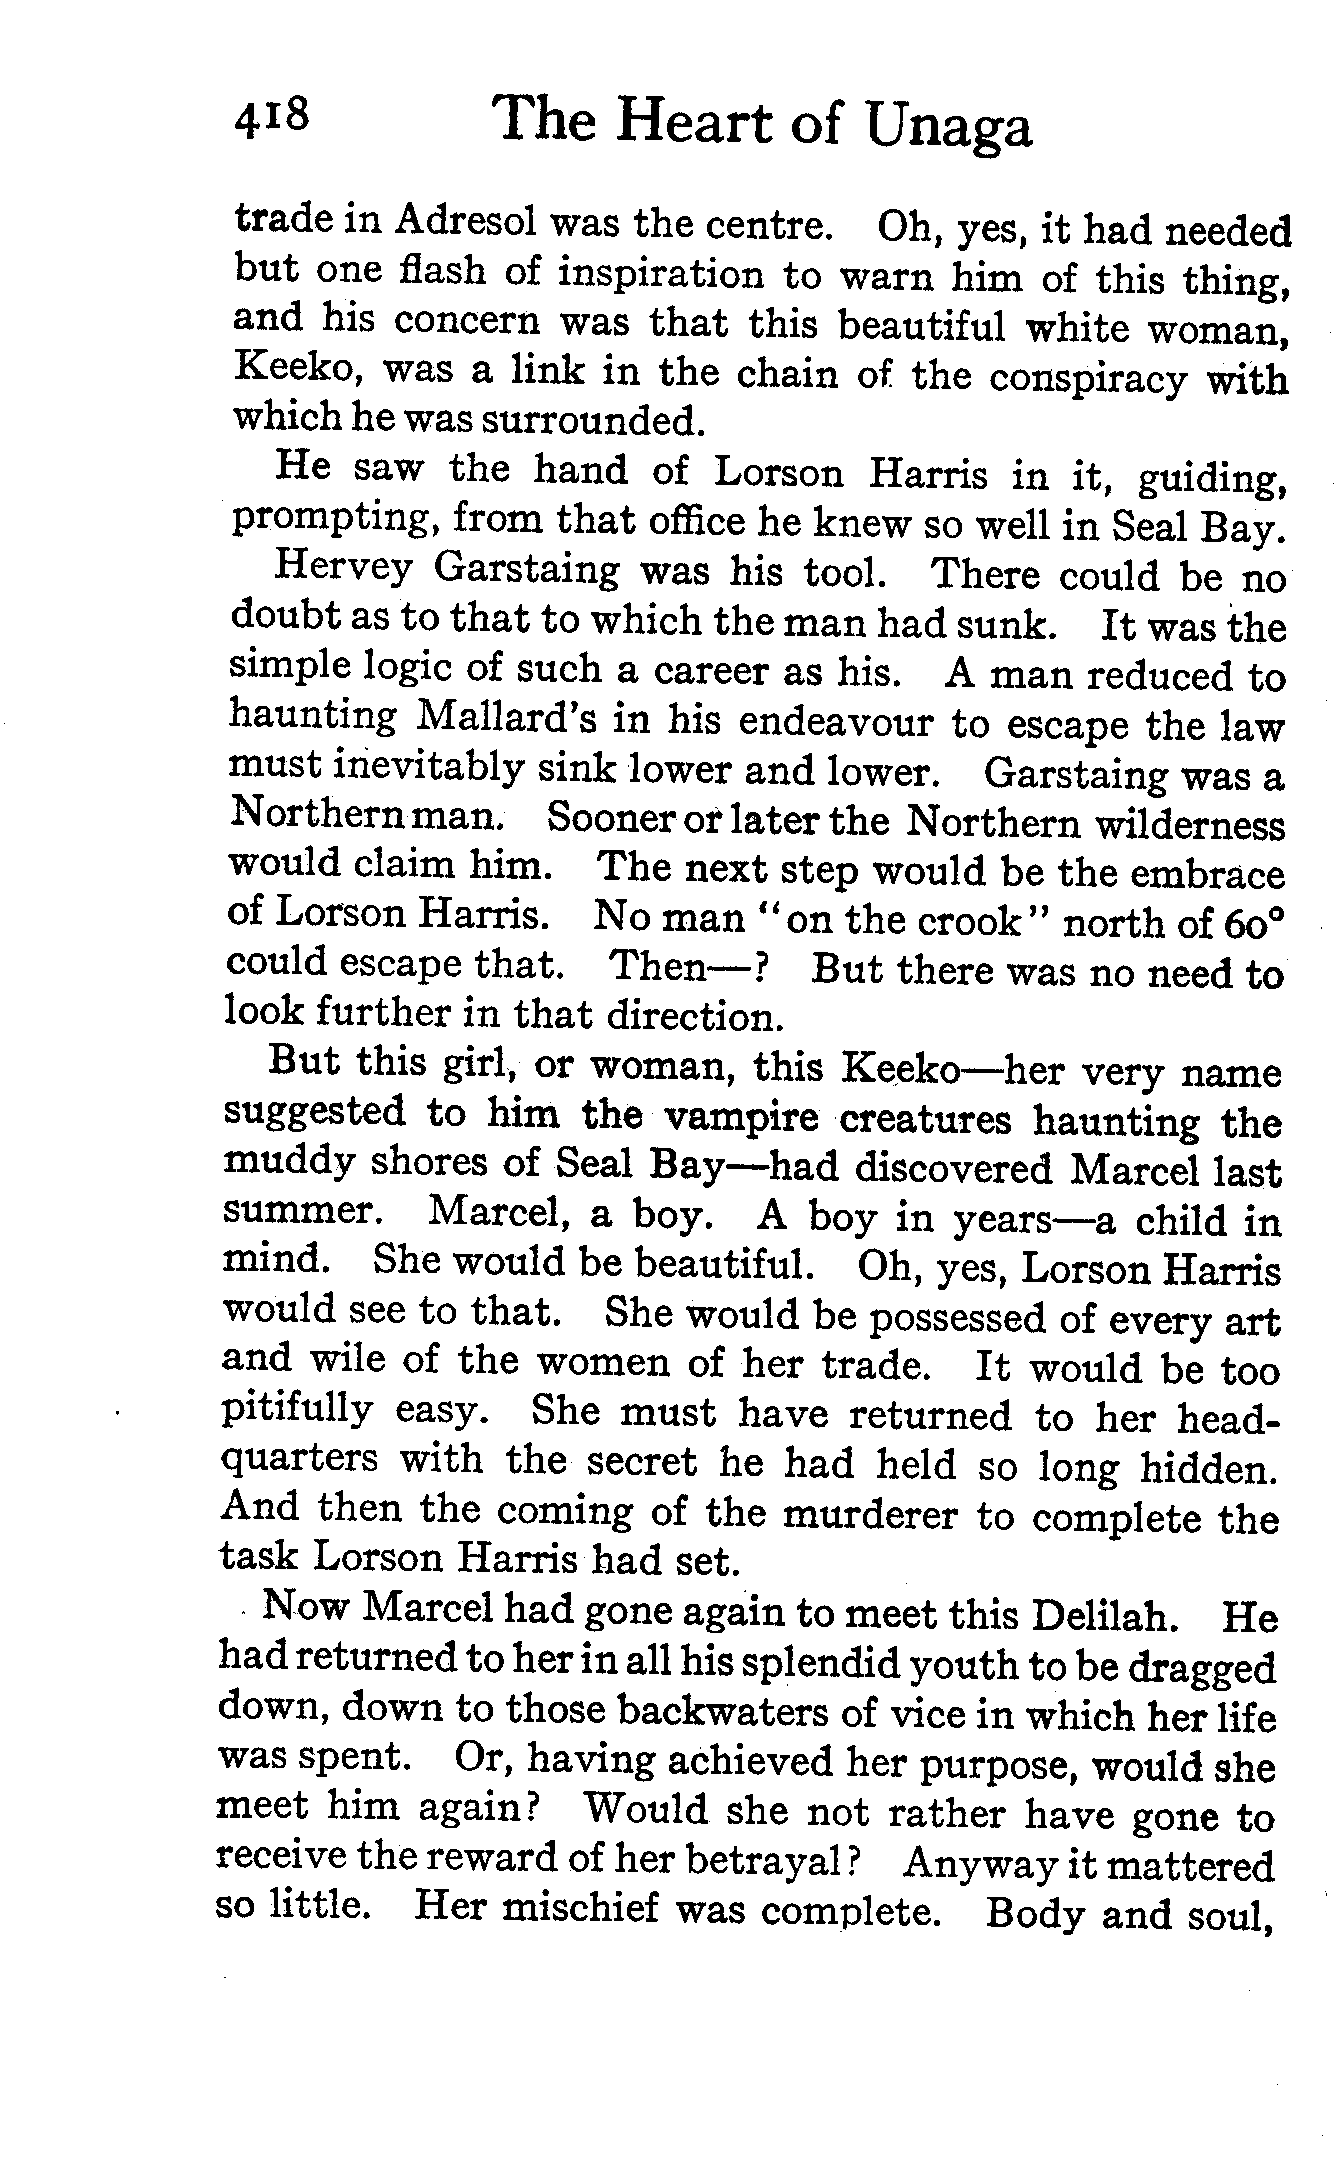 418 The Heart of Unaga
trade in Adresol was the centre. Oh, yes, it had needed
but one flash of inspiration to warn him of this thing,
and his concern was that this beautiful white woman,
Keeko, was a link in the chain of the conspiracy with
which he was surrounded.
He saw the hand of Lorson Harris in it, guiding,
prompting, from that office he knew so well in Seal Bay.
Hervey Garstaing was his tool. There could be no
doubt as to that to which the man had sunk. It was the
simple logic of such a career as his. A man reduced to
haunting Mallard's in his endeavour to escape the law
must inevitably sink lower and lower. Garstaing was a
Northern man. Sooner or later the Northern wilderness
would claim him. The next step would be the embrace
of Lorson Harris. No man "on the crook" north of 60°
could escape that. Then—? But there was no need to
look further in that direction.
But this girl, or woman, this Keeko—her very name
suggested to him the vampire creatures haunting the
muddy shores of Seal Bay—had discovered Marcel last
summer. Marcel, a boy. A boy in years—a child in
mind. She would be beautiful. Oh, yes, Lorson Harris
would see to that. She would be possessed of every art
and wile of the women of her trade. It would be too
pitifully easy. She must have returned to her head-
quarters with the secret he had held so long hidden.
And then the coming of the murderer to complete the
task Lorson Harris had set.
Now Marcel had gone again to meet this Delilah. He
had returned to her in all his splendid youth to be dragged
down, down to those backwaters of vice in which her life
was spent. Or, having achieved her purpose, would she
meet him again? Would she not rather have gone to
receive the reward of her betrayal? Anyway it mattered
so little. Her mischief was complete. Body and soul,